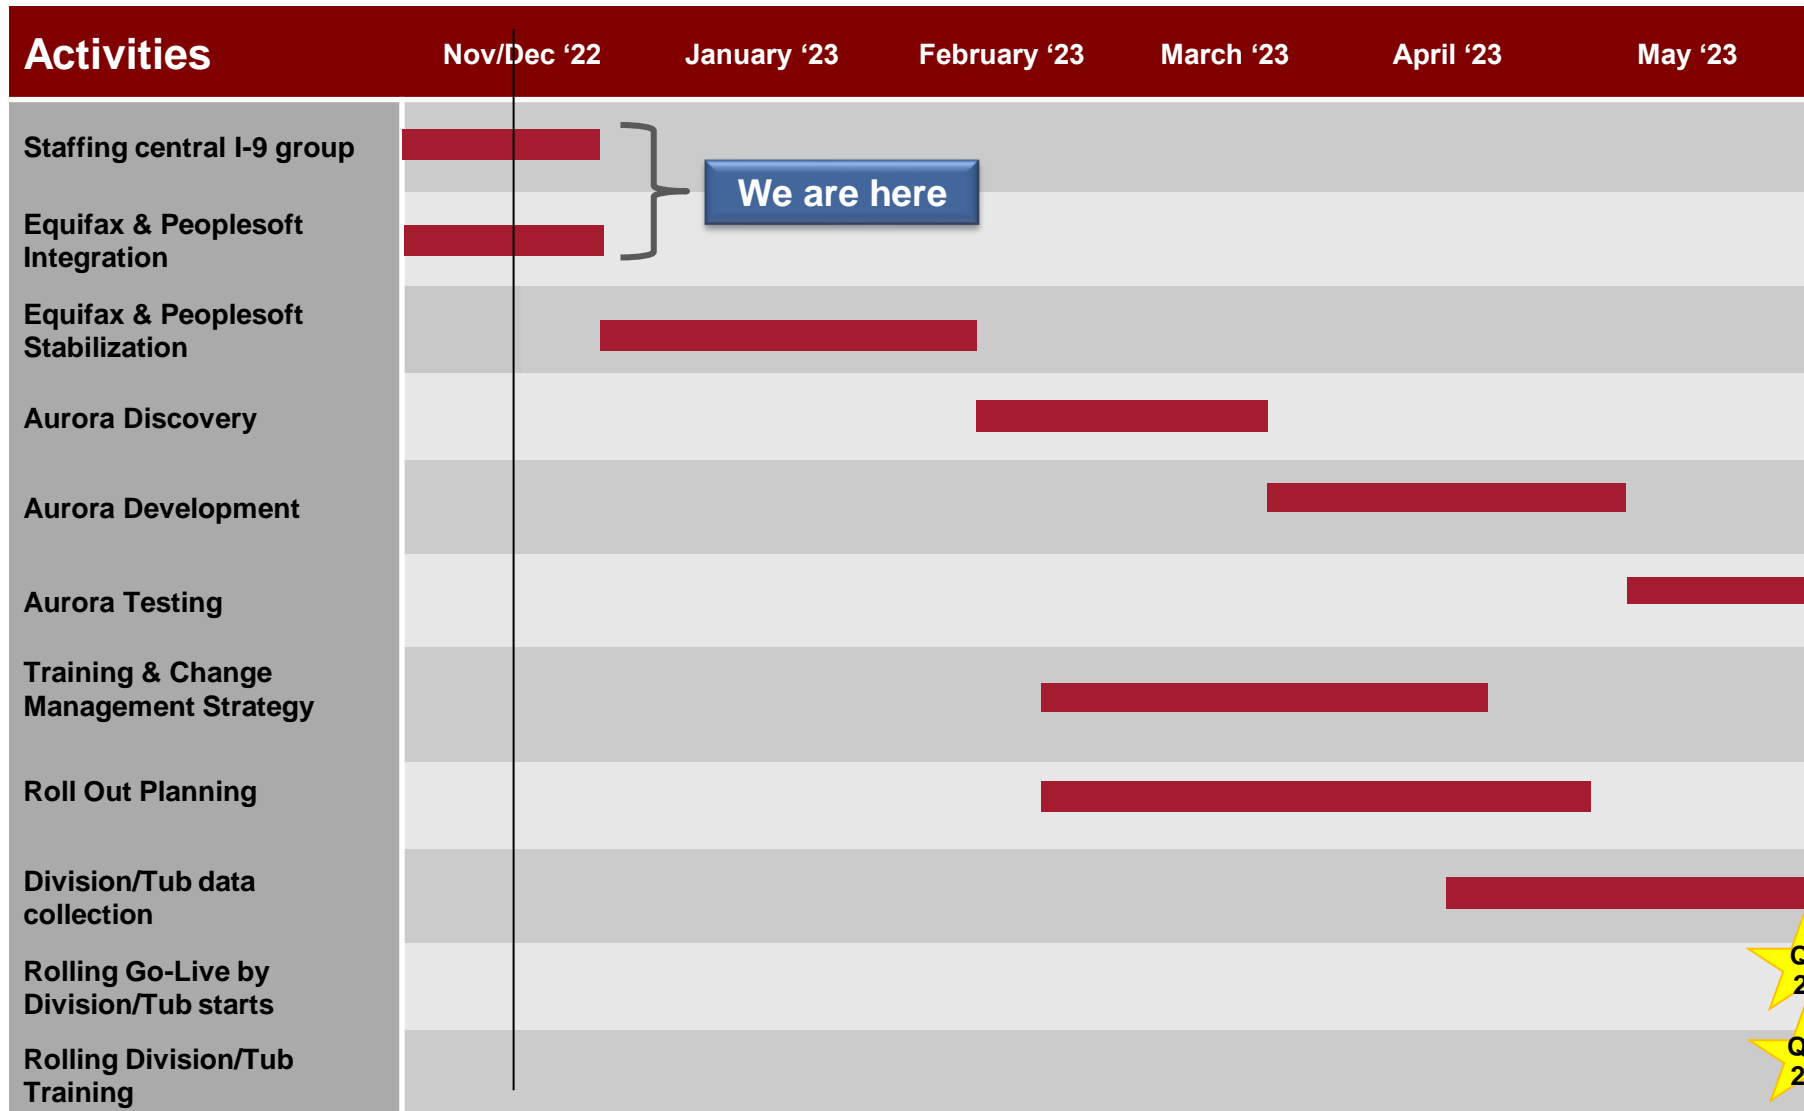 Activities
Nov/Dec ‘22
January ‘23
February ‘23
March ‘23
April ‘23
May ‘23
Staffing central I-9 group
We are here
Equifax & Peoplesoft
Integration
Equifax & Peoplesoft
Stabilization
Aurora Discovery
Aurora Development
Aurora Testing
Training & Change
Management Strategy
Roll Out Planning
Division/Tub data
collection
Rolling Go-Live by
Division/Tub starts
Rolling Division/Tub
Training